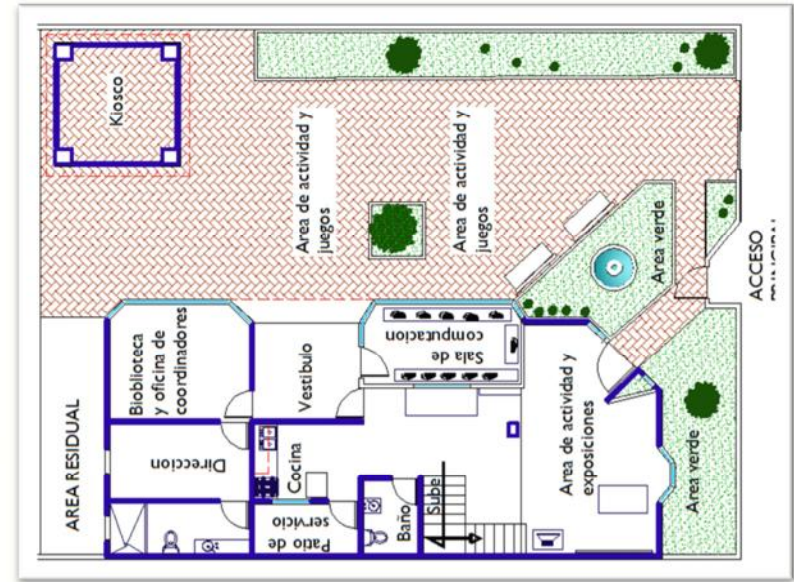 Kiosco
Area de actividad y
juegos
Area de actividad y
juegos
Area verde
ACCESO
AREA RESIDUAL
Bioblioteca
y oficina de
coordinadores
Vestibulo
Sala de
computacion
Direccion
Cocina
Patio de
servicio
Baño
Sube
Area de actividad y
exposiciones
Area verde